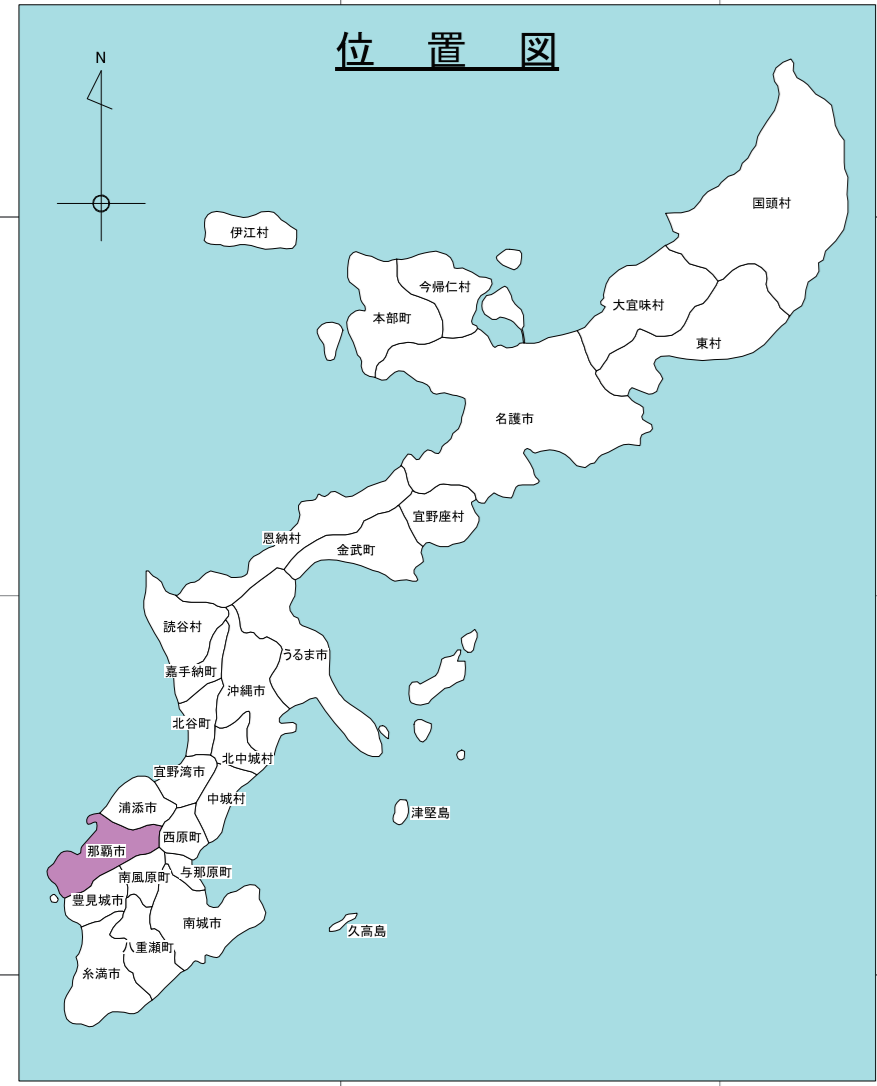 位置図
N
国頭村
伊江村
今帰仁村
大宜味村
本部町
東村
名護市
宜野座村
恩納村
金武町
読谷村
うるま市
嘉手納町
沖縄市
北谷町
北中城村
宜野湾市
中城村
浦添市
津堅島
西原町
那覇市
与那原町
南風原町
豊見城市
南城市
久高島
八重瀬町
糸満市